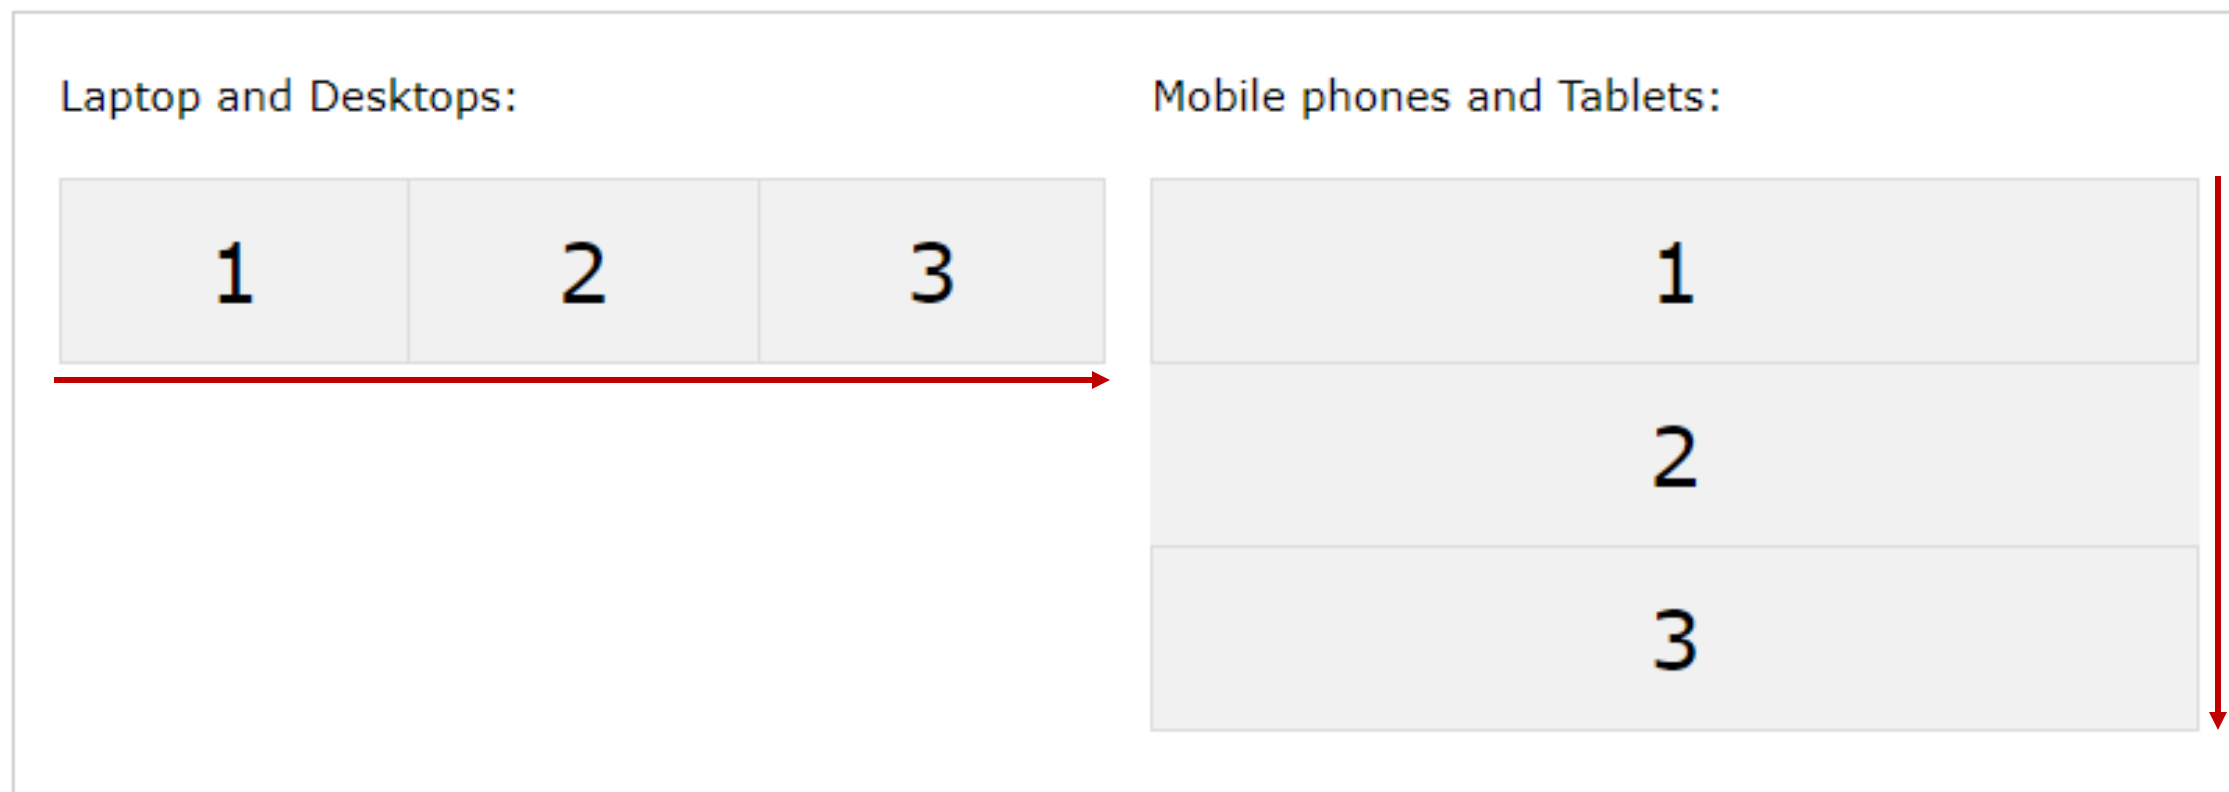 Laptop and Desktops:
1 2 3
Mobile phones and Tablets:
1
2
3